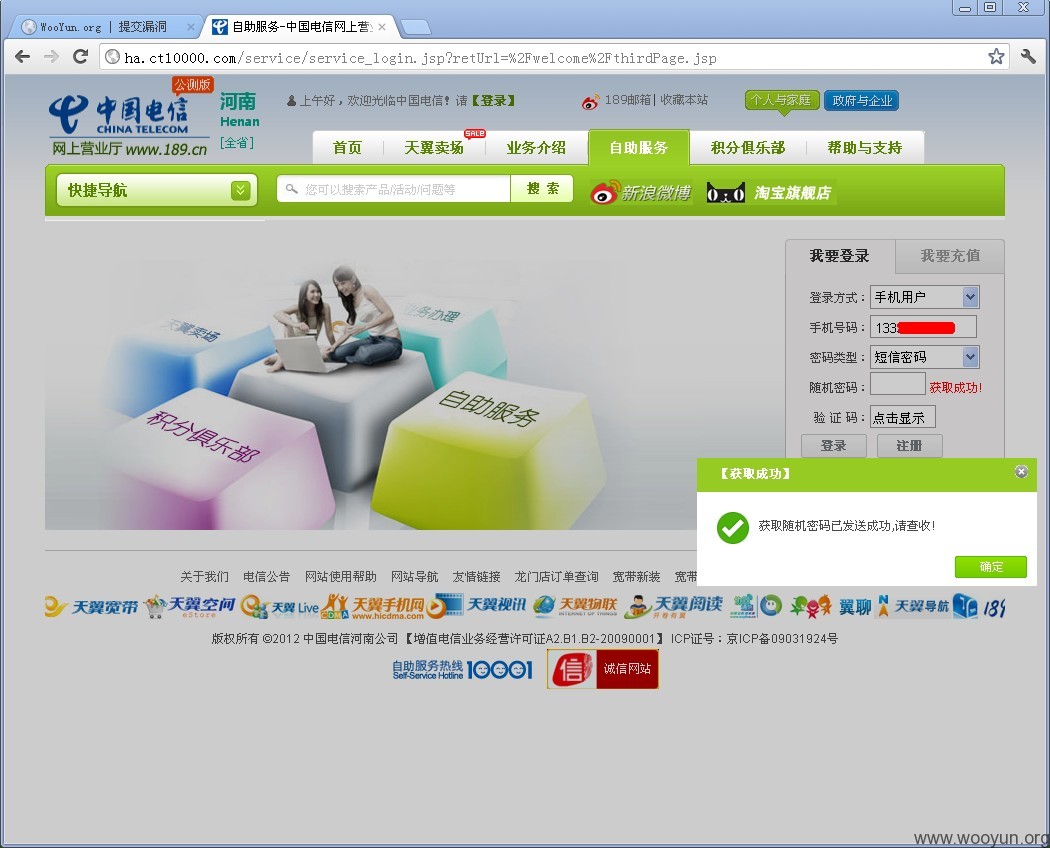 WooYun.org | 提交漏洞
自助服务-中国电信网上营业
ha.ct10000.com/service/service_login.jsp?retUrl=%2Fwelcome%2FthirdPage.jsp
公测版
中国电信
CHINA TELECOM
网上营业厅 www.189.cn
河南
Henan
[全省]
上午好，欢迎光临中国电信! 请【登录】
189邮箱| 收藏本站
个人与家庭
政府与企业
首页
天翼卖场
SALE
业务介绍
自助服务
积分俱乐部
帮助与支持
快捷导航
您可以搜索产品/活动/问题等
搜 索
新浪微博
淘宝旗舰店
天翼卖场
业务办理
积分俱乐部
自助服务
我要登录
我要充值
登录方式：
手机用户
手机号码：
133
密码类型：
短信密码
随机密码：
获取成功!
验 证 码：
点击显示
登录
注册
【获取成功】
获取随机密码已发送成功,请查收!
确定
关于我们 电信公告 网站使用帮助 网站导航 友情链接 龙门店订单查询 宽带新装 宽带
天翼宽带 天翼空间 eStore 天翼 Live 天翼手机网 www.hicdma.com 天翼视讯 天翼物联 INTERNET OF THINGS 天翼阅读 翼聊 天翼导航 189
版权所有 ©2012 中国电信河南公司 【增值电信业务经营许可证A2.B1.B2-20090001】 ICP证号：京ICP备09031924号
自助服务热线 10001
Self-Service Hotline
信 诚信网站
www.wooyun.org